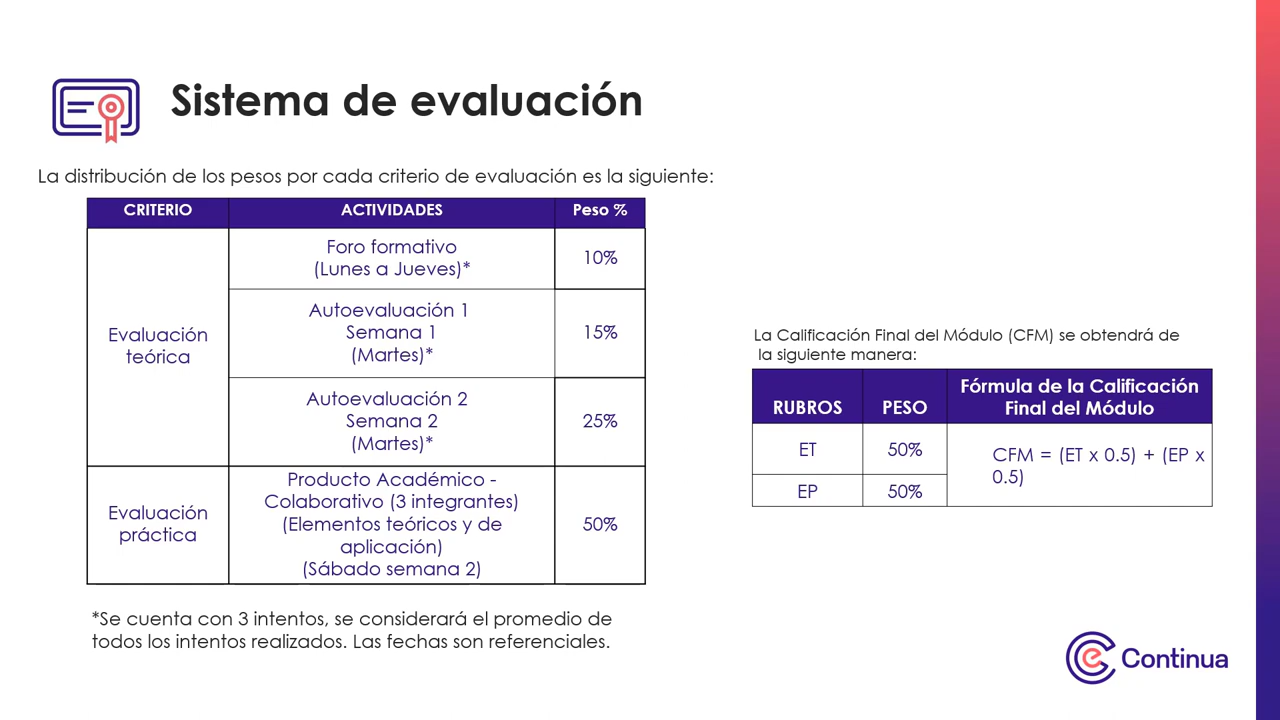 Sistema de evaluación
La distribución de los pesos por cada criterio de evaluación es la siguiente:
CRITERIO ACTIVIDADES Peso %
Evaluación
teórica
Foro formativo
(Lunes a Jueves)*
10%
Autoevaluación 1
Semana 1
(Martes)*
15%
Autoevaluación 2
Semana 2
(Martes)*
25%
Evaluación
práctica
Producto Académico -
Colaborativo (3 integrantes)
(Elementos teóricos y de
aplicación)
(Sábado semana 2)
50%
*Se cuenta con 3 intentos, se considerará el promedio de
todos los intentos realizados. Las fechas son referenciales.
La Calificación Final del Módulo (CFM) se obtendrá de
la siguiente manera:
RUBROS PESO Fórmula de la Calificación
Final del Módulo
ET 50%
EP 50%
CFM = (ET x 0.5) + (EP x
0.5)
Continua